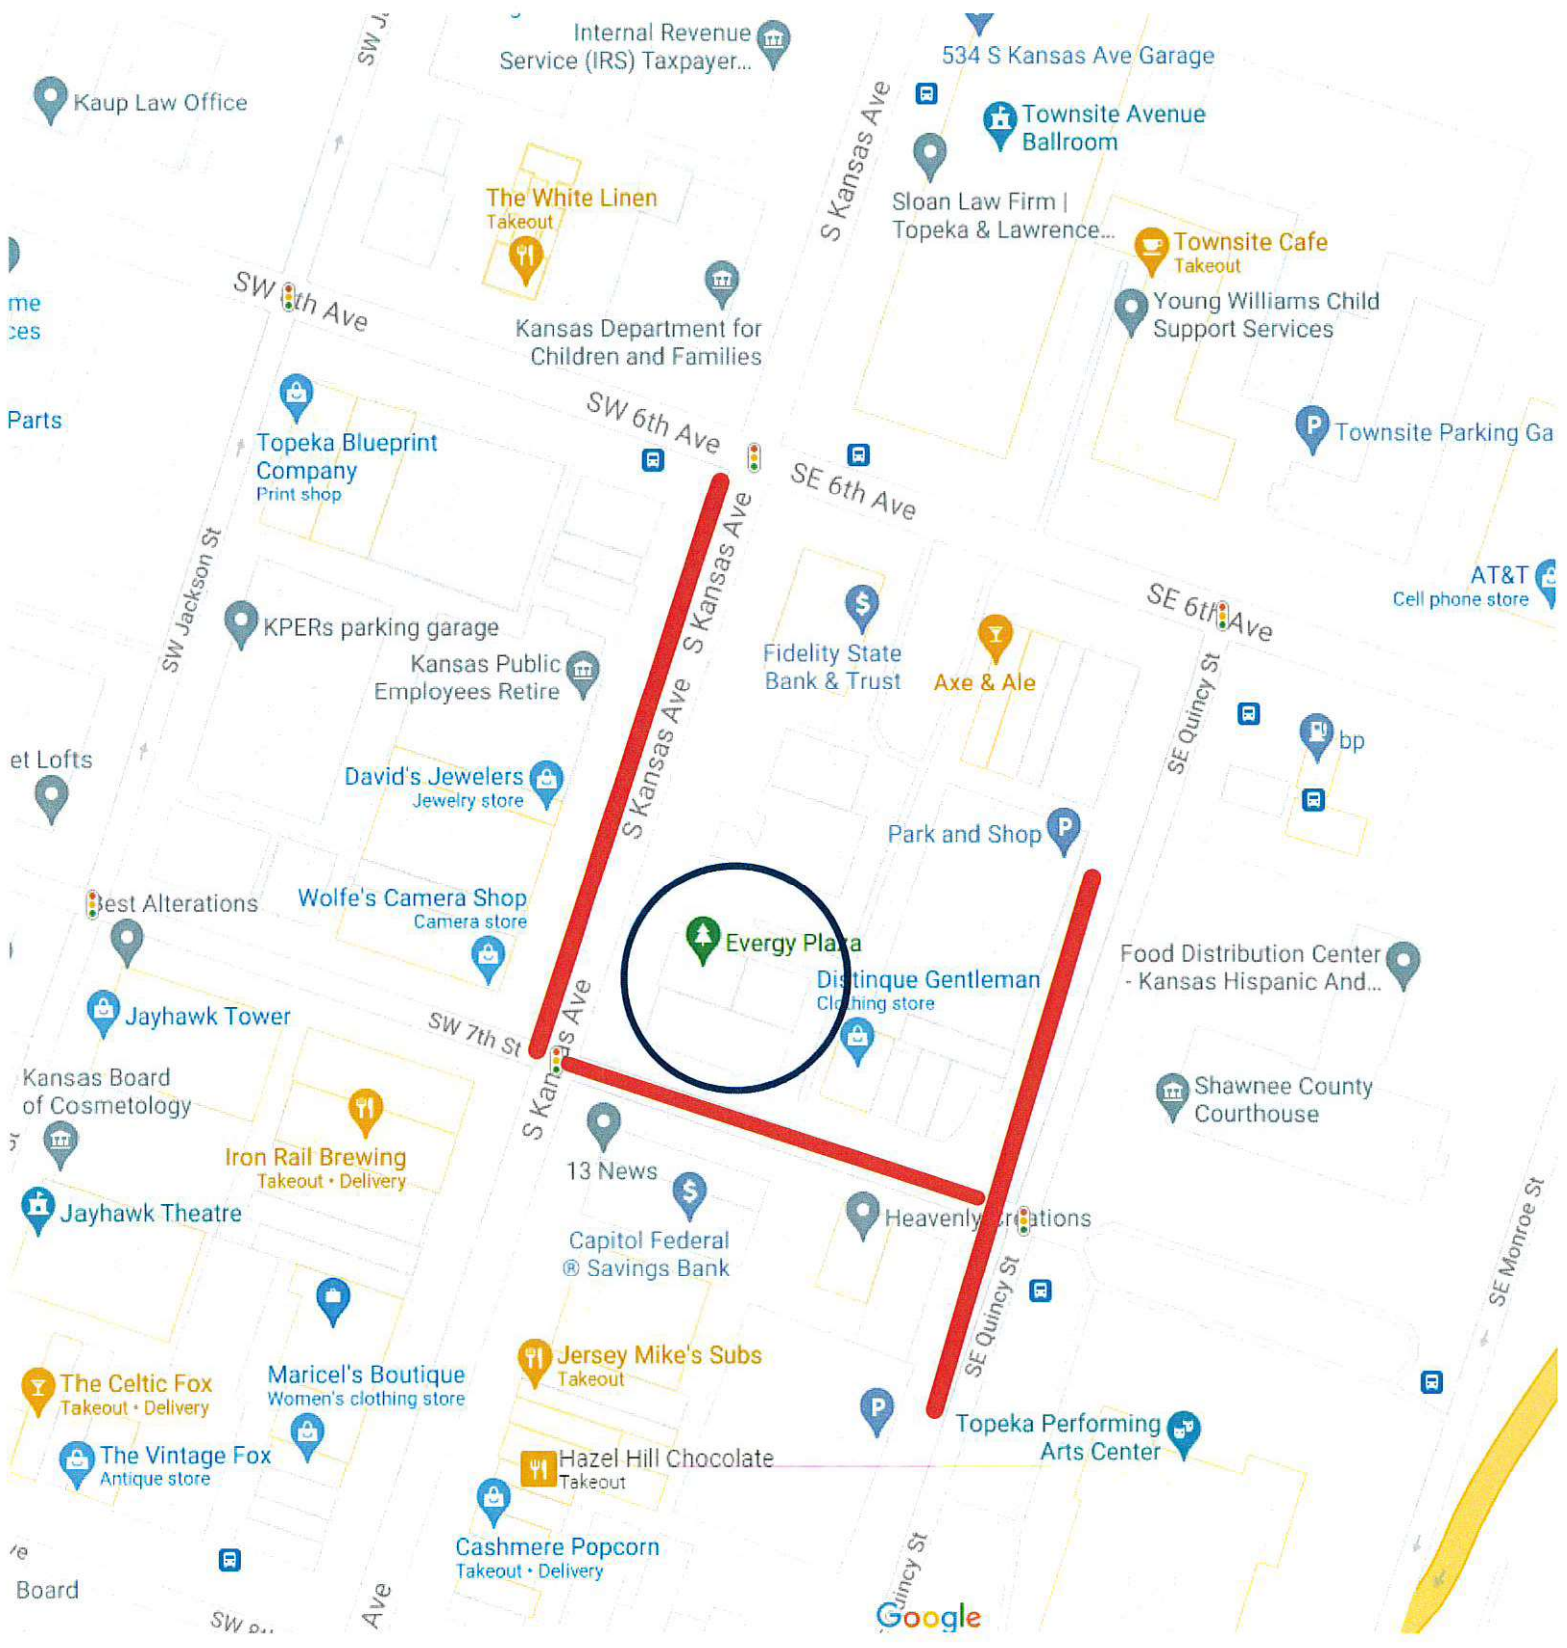 SW J
Internal Revenue
Service (IRS) Taxpayer...
534 S Kansas Ave Garage
Kaup Law Office
S Kansas Ave
Townsite Avenue
Ballroom
Sloan Law Firm |
Topeka & Lawrence...
The White Linen
Takeout
Townsite Cafe
Takeout
me
ces
SW 6th Ave
Kansas Department for
Children and Families
Young Williams Child
Support Services
Parts
Topeka Blueprint
Company
Print shop
SW 6th Ave
SE 6th Ave
Townsite Parking Ga
SW Jackson St
S Kansas Ave
AT&T
Cell phone store
SE 6th Ave
KPERs parking garage
Kansas Public
Employees Retire
Fidelity State
Bank & Trust
Axe & Ale
SE Quincy St
bp
et Lofts
David's Jewelers
Jewelry store
S Kansas Ave
Park and Shop
Best Alterations
Wolfe's Camera Shop
Camera store
Evergy Plaza
Distinque Gentleman
Clothing store
Food Distribution Center
- Kansas Hispanic And...
Jayhawk Tower
SW 7th St
S Kansas Ave
Kansas Board
of Cosmetology
Shawnee County
Courthouse
Iron Rail Brewing
Takeout • Delivery
13 News
Jayhawk Theatre
Capitol Federal
® Savings Bank
Heavenly Creations
SE Quincy St
SE Monroe St
Jersey Mike's Subs
Takeout
Maricel's Boutique
Women's clothing store
The Celtic Fox
Takeout • Delivery
Topeka Performing
Arts Center
The Vintage Fox
Antique store
Hazel Hill Chocolate
Takeout
Cashmere Popcorn
Takeout • Delivery
Board
SW
Ave
Quincy St
Google